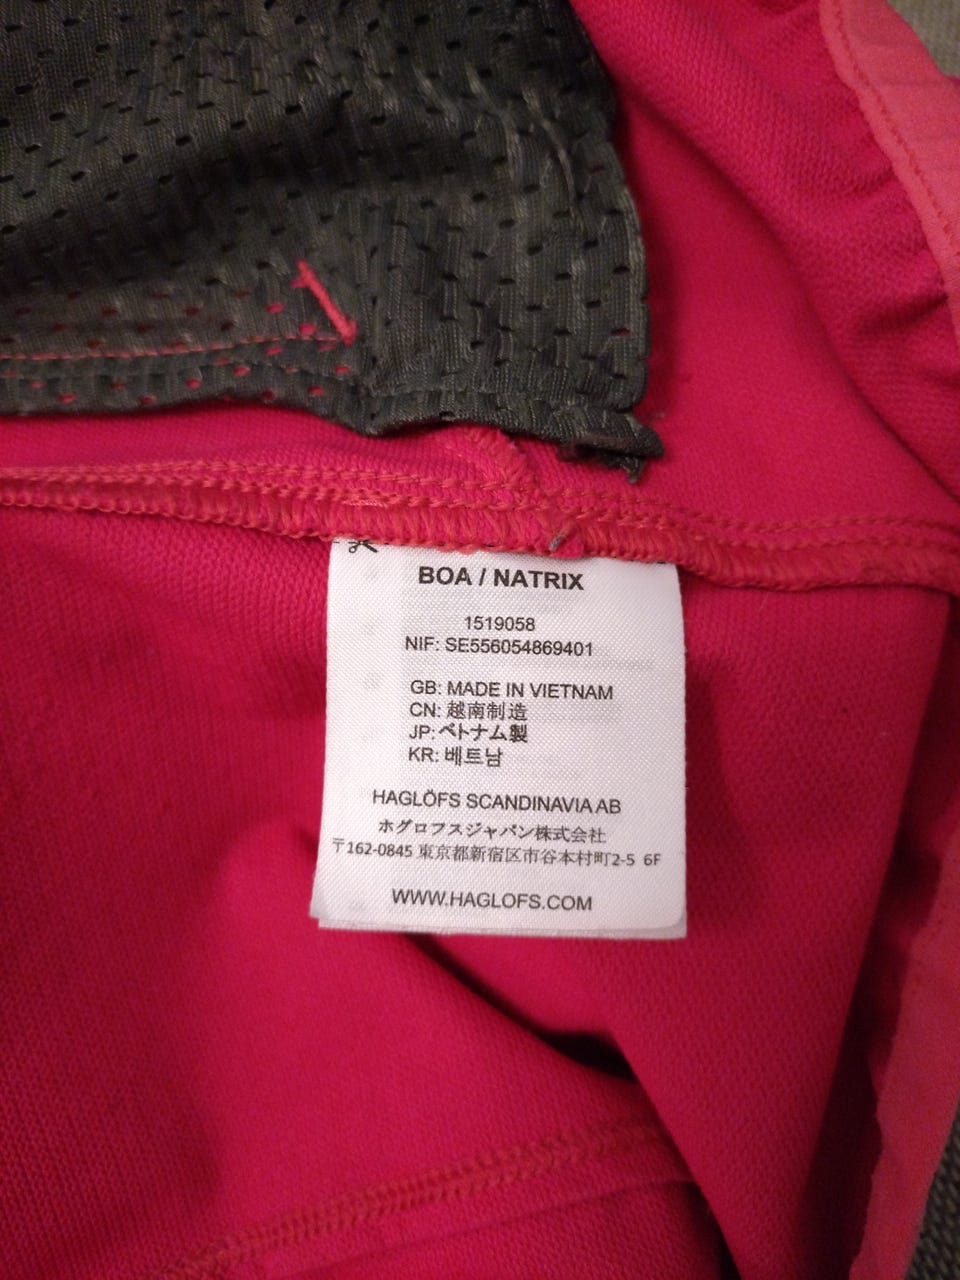 BOA / NATRIX
1519058
NIF: SE556054869401
GB: MADE IN VIETNAM
CN: 越南制造
JP: ベトナム製
KR: 베트남
HAGLÖFS SCANDINAVIA AB
ホグロフスジャパン株式会社
〒162-0845 東京都新宿区市谷本村町2-5 6F
WWW.HAGLOFS.COM